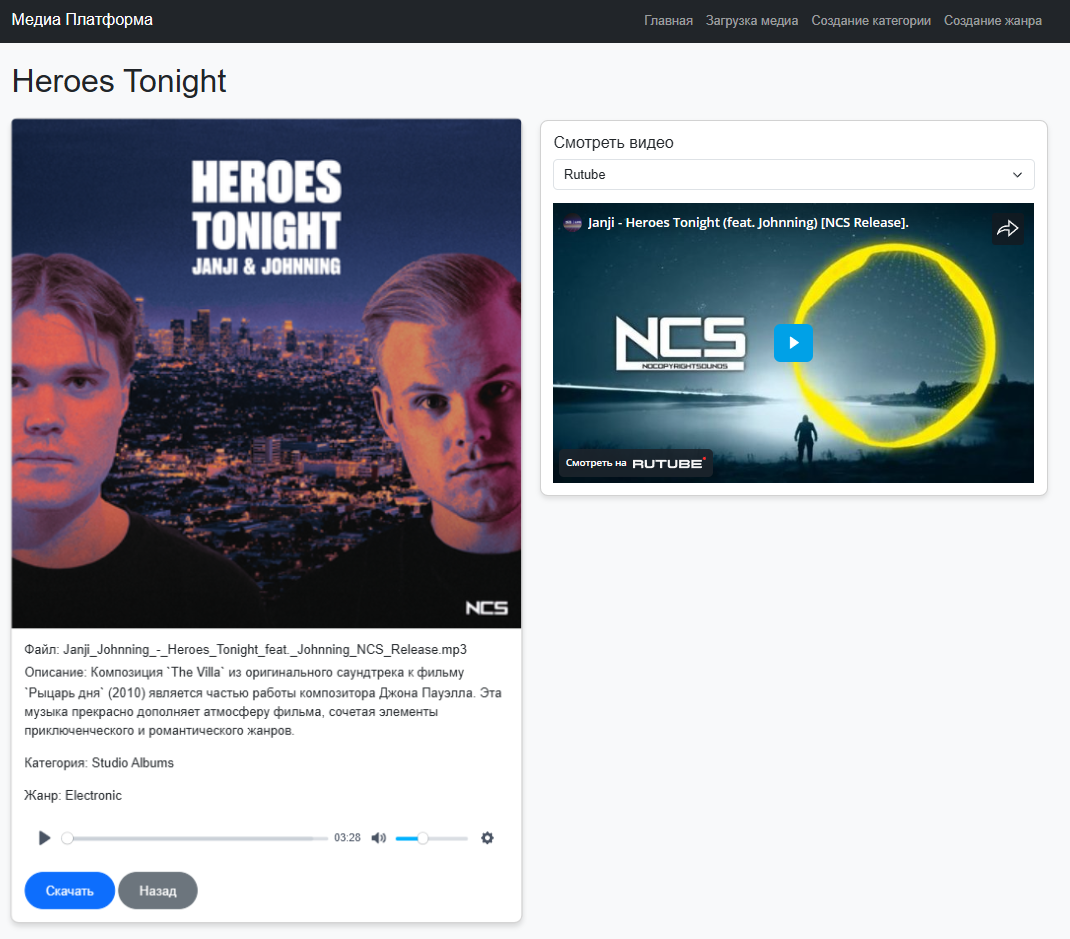 Медиа Платформа
Главная Загрузка медиа Создание категории Создание жанра
Heroes Tonight
HEROES
TONIGHT
JANJI & JOHNNING
NCS
Файл: Janji_Johnning_-_Heroes_Tonight_feat._Johnning_NCS_Release.mp3
Описание: Композиция `The Villa` из оригинального саундтрека к фильму
`Рыцарь дня` (2010) является частью работы композитора Джона Пауэлла. Эта
музыка прекрасно дополняет атмосферу фильма, сочетая элементы
приключенческого и романтического жанров.
Категория: Studio Albums
Жанр: Electronic
03:28
Скачать Назад
Смотреть видео
Rutube
Janji - Heroes Tonight (feat. Johnning) [NCS Release].
NCS
NOCOPYRIGHTSOUNDS
Смотреть на RUTUBE